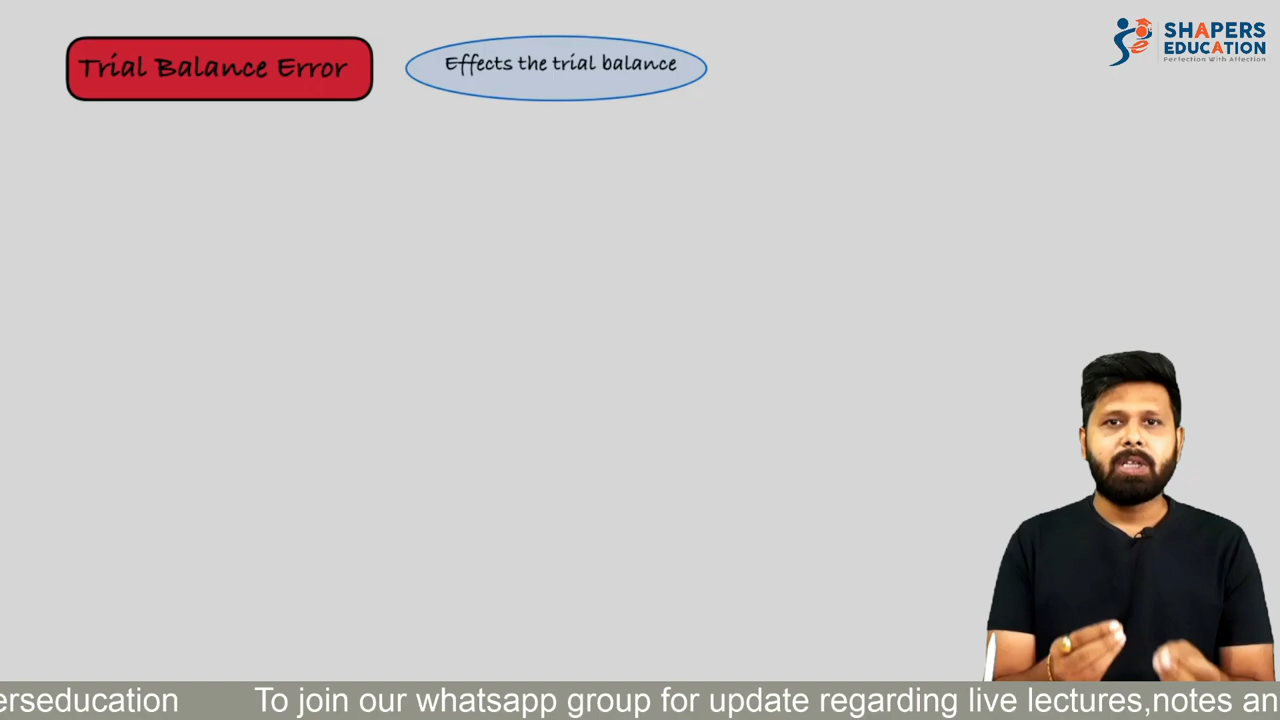 Trial Balance Error
Effects the trial balance
SHAPERS
EDUCATION
Perfection With Affection
erseducation
To join our whatsapp group for update regarding live lectures,notes an